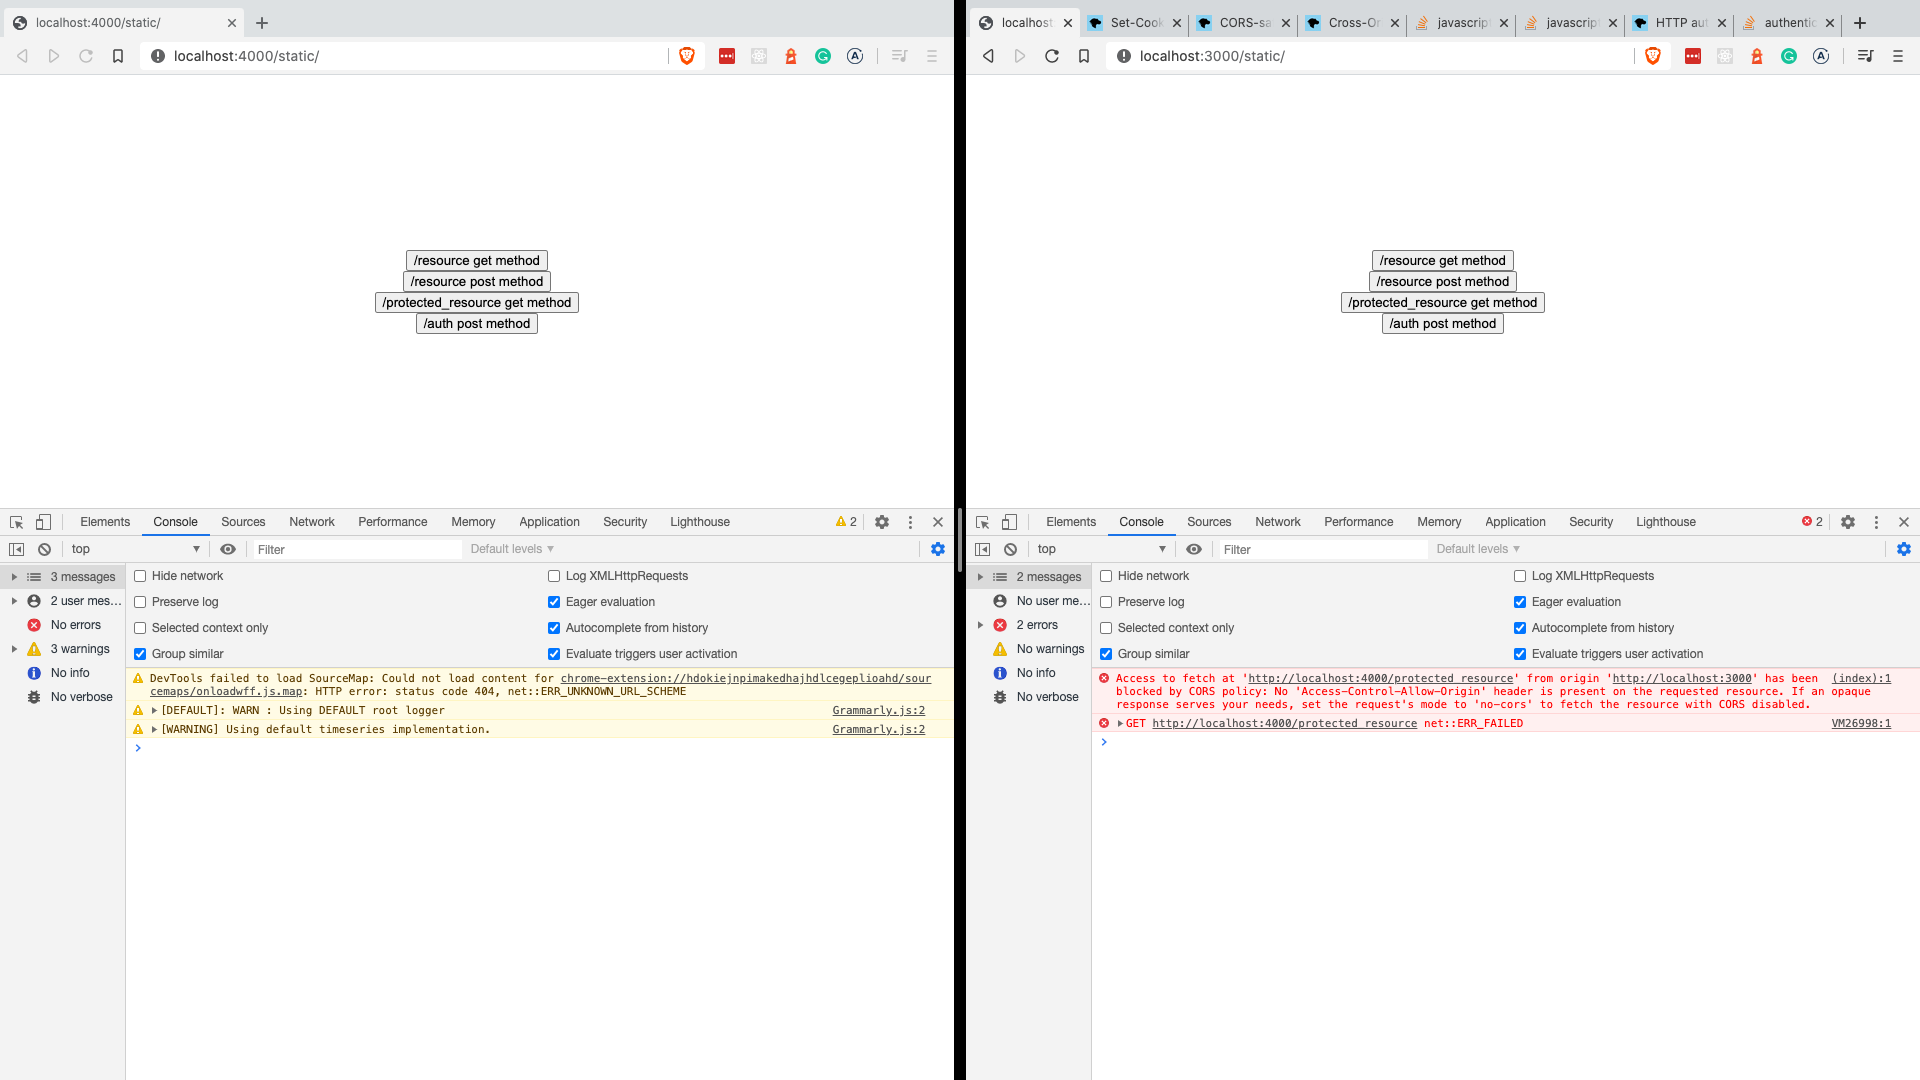 localhost:4000/static/
localhost:4000/static/
/resource get method
/resource post method
/protected_resource get method
/auth post method
Elements Console Sources Network Performance Memory Application Security Lighthouse 2
top Filter Default levels
3 messages
2 user mes...
No errors
3 warnings
No info
No verbose
Hide network Log XMLHttpRequests
Preserve log Eager evaluation
Selected context only Autocomplete from history
Group similar Evaluate triggers user activation
DevTools failed to load SourceMap: Could not load content for chrome-extension://hdokiejnpimakedhajhdlcegeplioahd/sour
cemaps/onloadwff.js.map: HTTP error: status code 404, net::ERR_UNKNOWN_URL_SCHEME
[DEFAULT]: WARN : Using DEFAULT root logger Grammarly.js:2
[WARNING] Using default timeseries implementation. Grammarly.js:2
localhost: Set-Cook CORS-sa Cross-Or javascript javascript HTTP aut authentic
localhost:3000/static/
/resource get method
/resource post method
/protected_resource get method
/auth post method
Elements Console Sources Network Performance Memory Application Security Lighthouse 2
top Filter Default levels
2 messages
No user me...
2 errors
No warnings
No info
No verbose
Hide network Log XMLHttpRequests
Preserve log Eager evaluation
Selected context only Autocomplete from history
Group similar Evaluate triggers user activation
Access to fetch at 'http://localhost:4000/protected_resource' from origin 'http://localhost:3000' has been (index):1
blocked by CORS policy: No 'Access-Control-Allow-Origin' header is present on the requested resource. If an opaque
response serves your needs, set the request's mode to 'no-cors' to fetch the resource with CORS disabled.
GET http://localhost:4000/protected_resource net::ERR_FAILED VM26998:1